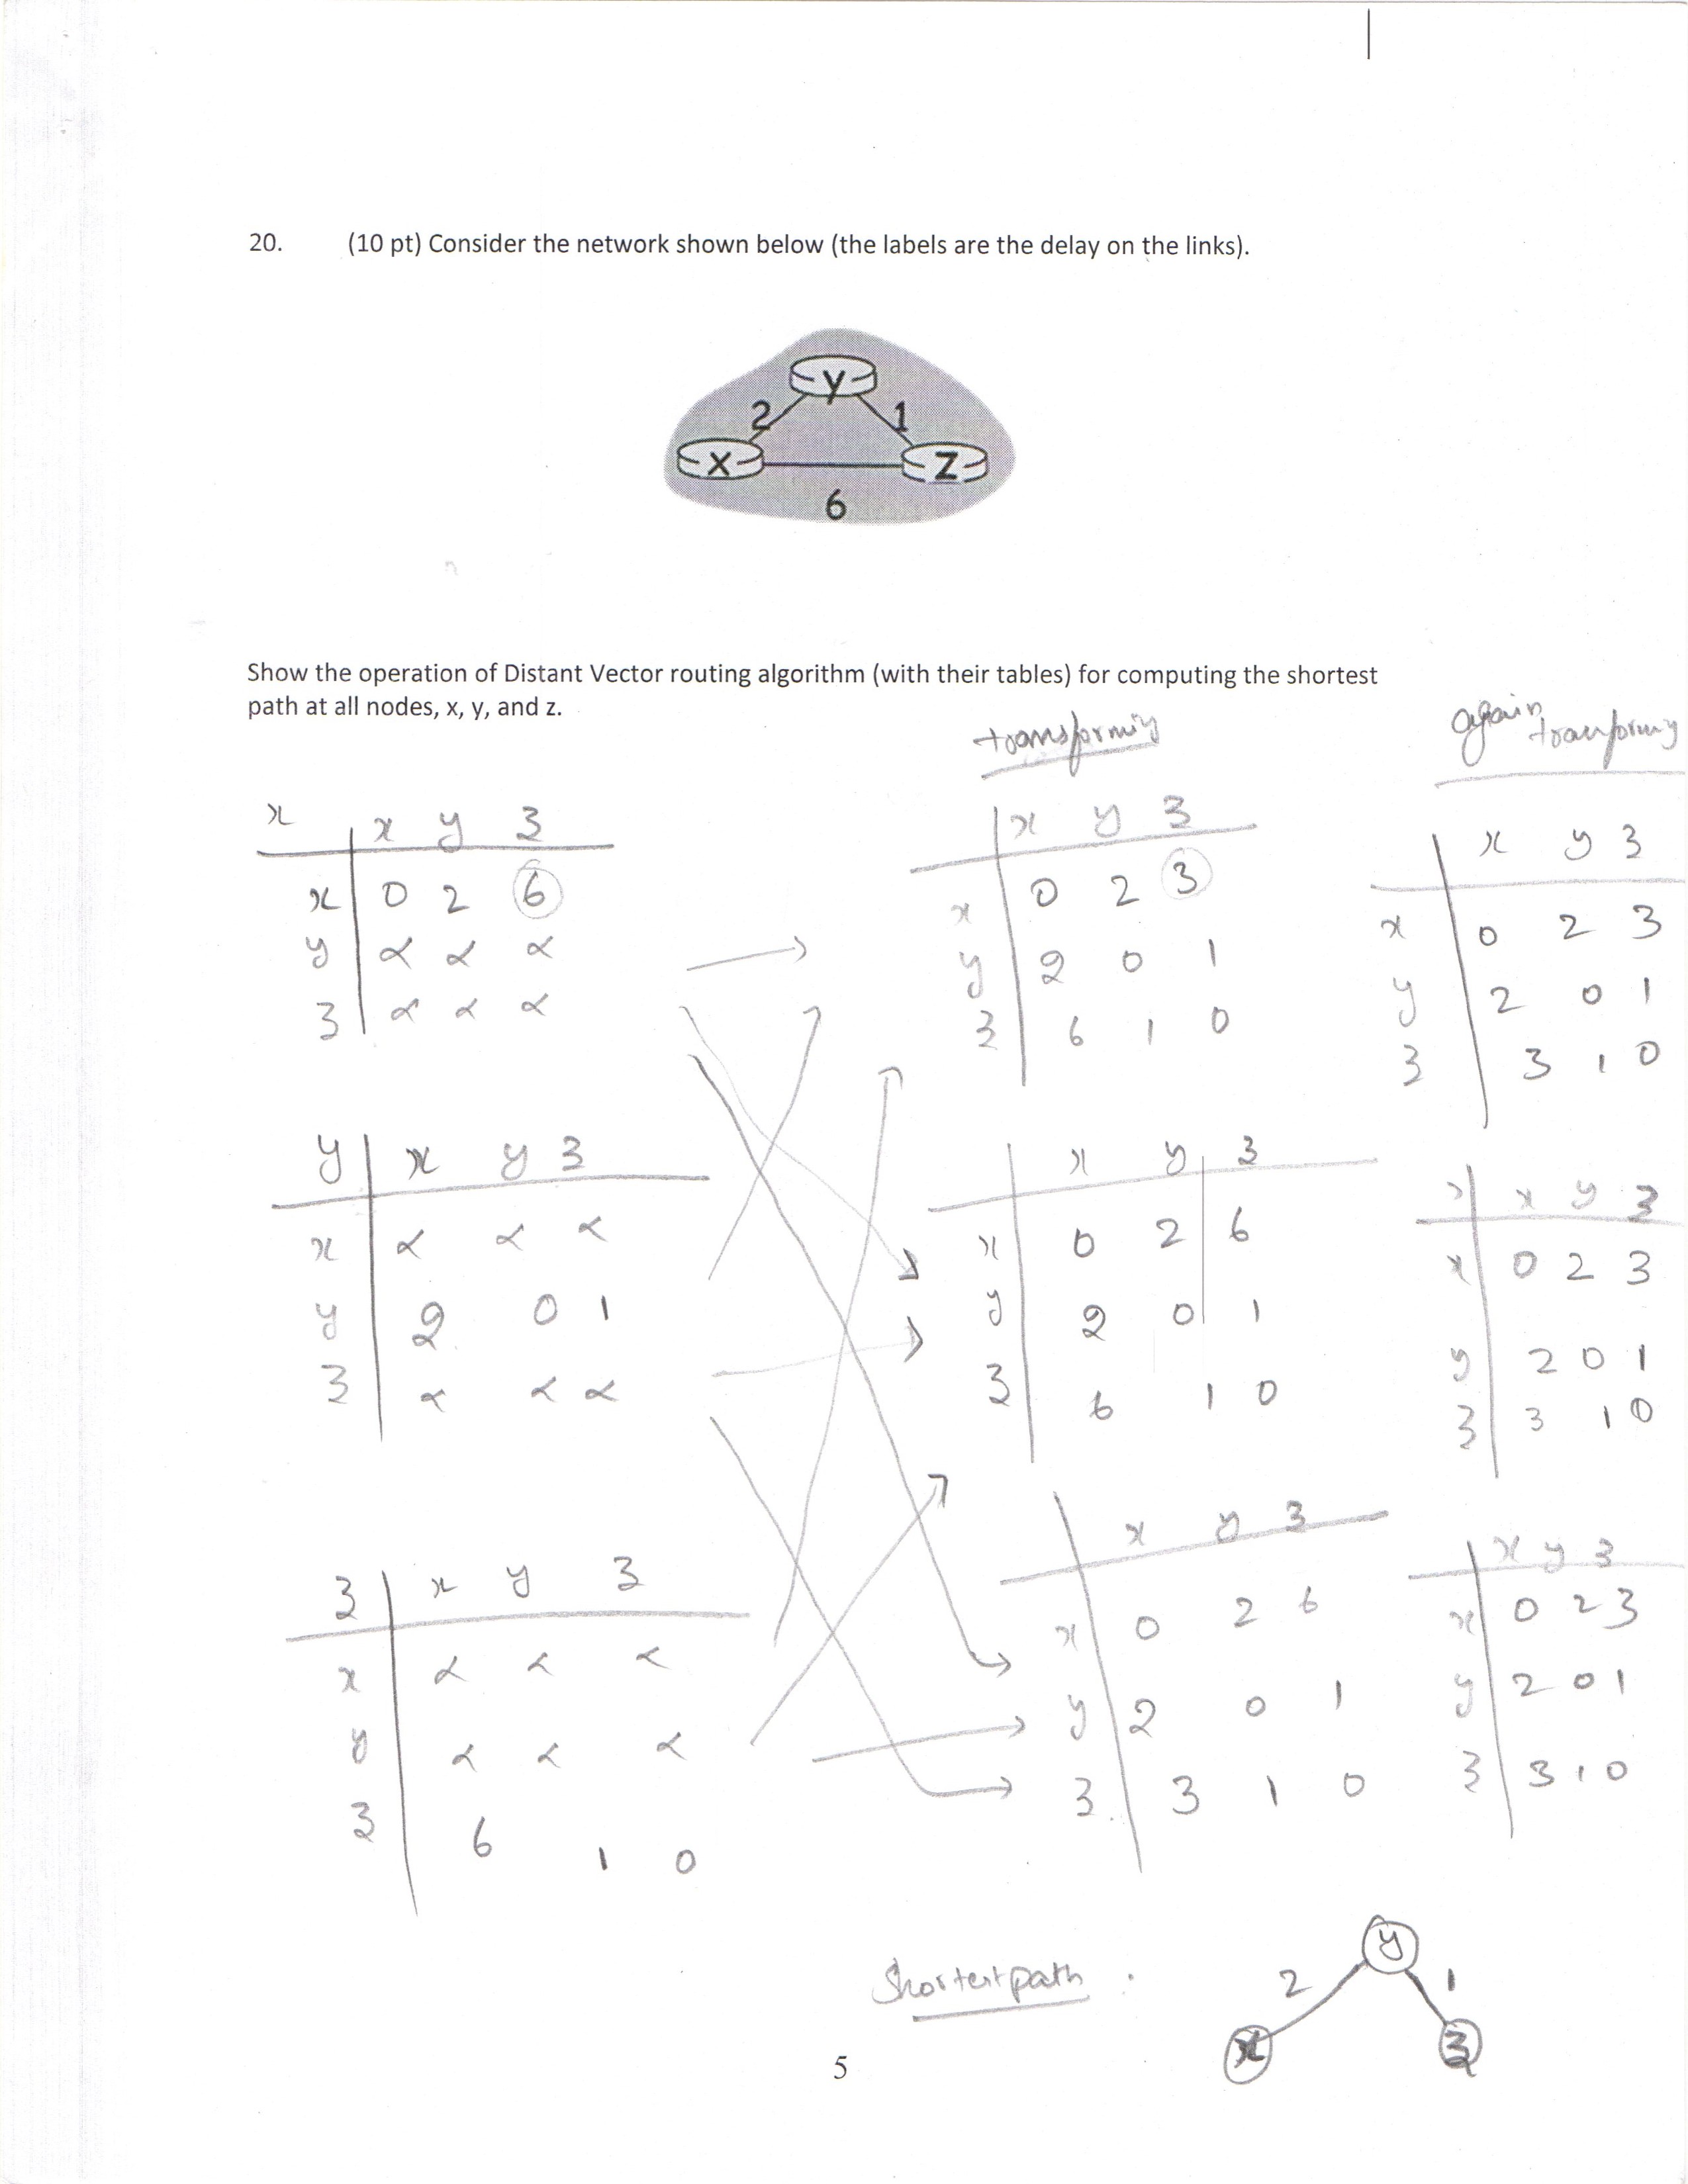 20. (10 pt) Consider the network shown below (the labels are the delay on the links).
y
2 1
x z
6
Show the operation of Distant Vector routing algorithm (with their tables) for computing the shortest
path at all nodes, x, y, and z.
transforming
again tranforming
x x y 3
x 0 2 6
y α α α
3 α α α
x y 3
x 0 2 3
y 2 0 1
3 6 1 0
x y 3
x 0 2 3
y 2 0 1
3 3 1 0
y x y 3
x α α α
y 2 0 1
3 α α α
x y 3
x 0 2 6
y 2 0 1
3 6 1 0
x y 3
x 0 2 3
y 2 0 1
3 3 1 0
3 x y 3
x α α α
y α α α
3 6 1 0
x y 3
x 0 2 6
y 2 0 1
3 3 1 0
x y 3
x 0 2 3
y 2 0 1
3 3 1 0
Shortest path :
y
2 1
x 3
5